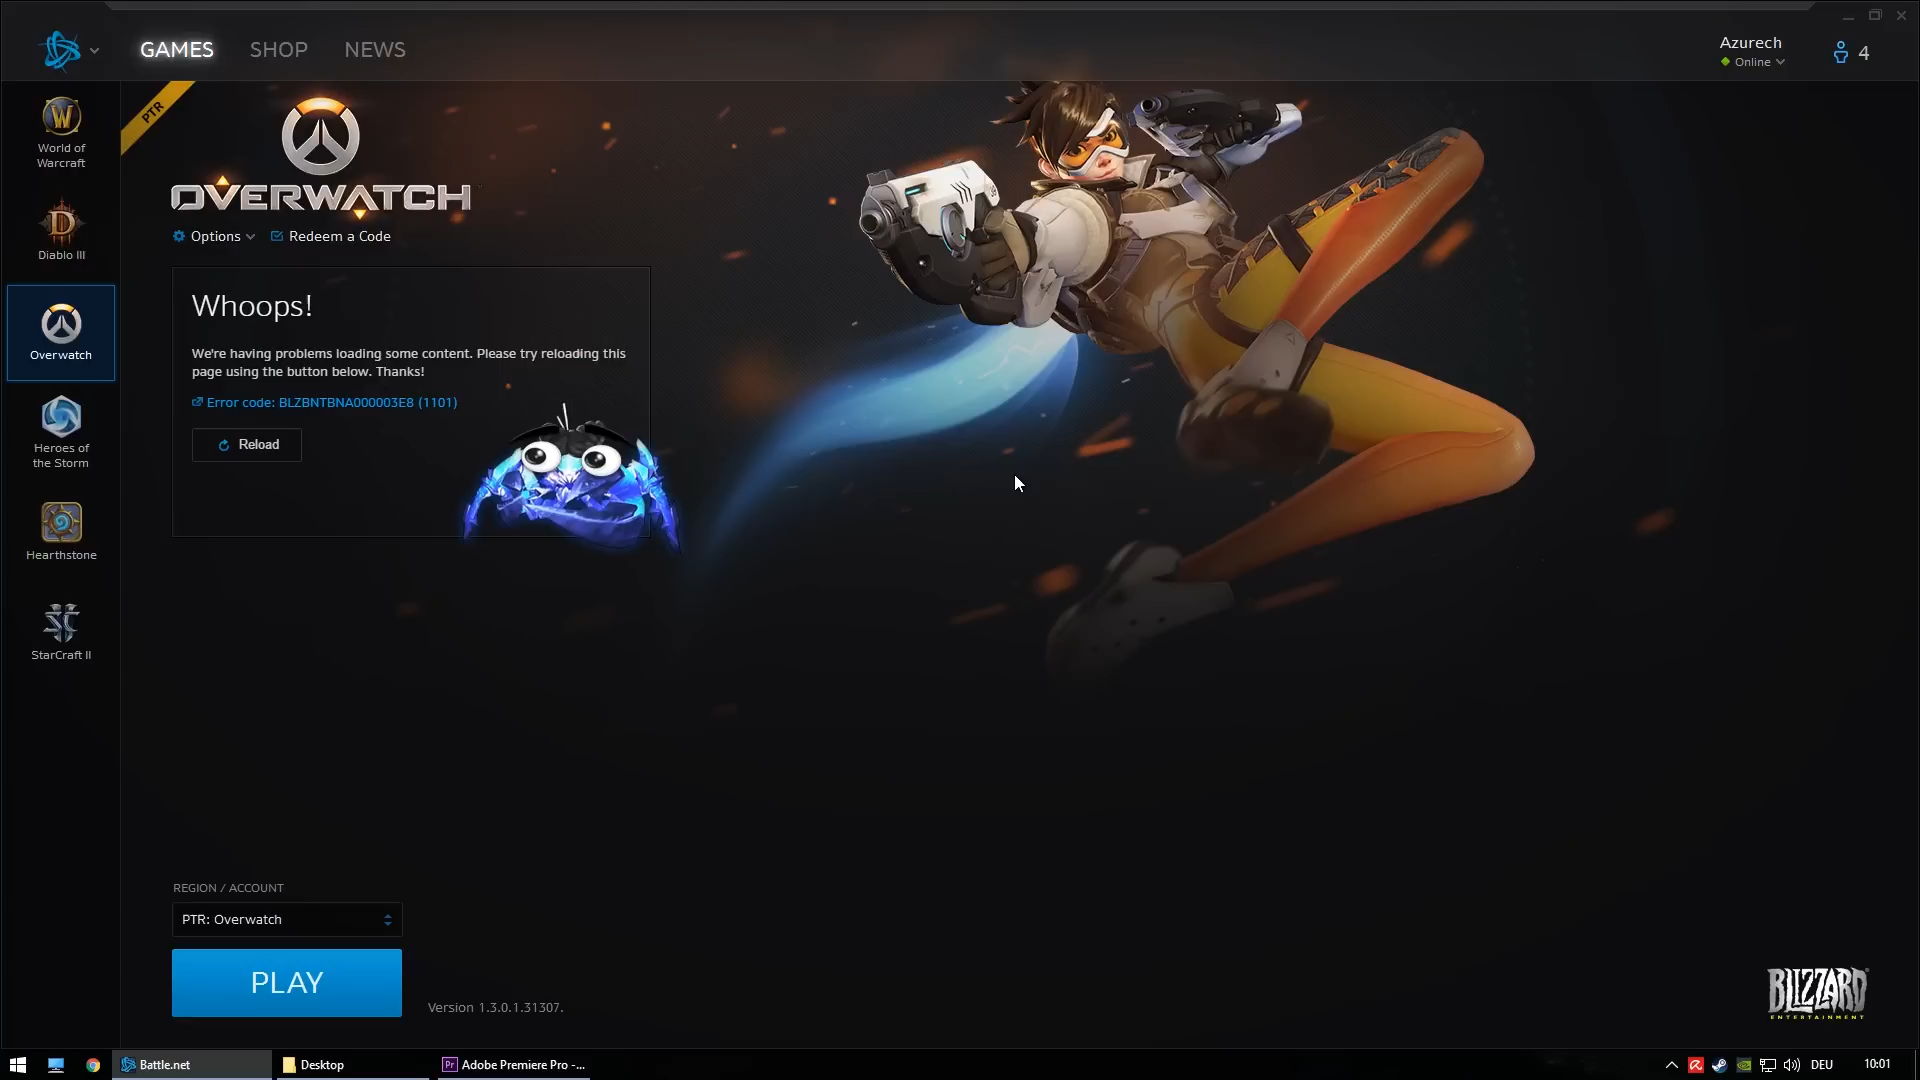 GAMES SHOP NEWS
Azurech
Online
4
World of
Warcraft
Diablo III
Overwatch
Heroes of
the Storm
Hearthstone
StarCraft II
PTR
OVERWATCH
Options Redeem a Code
Whoops!
We're having problems loading some content. Please try reloading this
page using the button below. Thanks!
Error code: BLZBNTBNA000003E8 (1101)
Reload
REGION / ACCOUNT
PTR: Overwatch
PLAY
Version 1.3.0.1.31307.
BLIZZARD
ENTERTAINMENT
Battle.net Desktop Pr Adobe Premiere Pro -... DEU 10:01